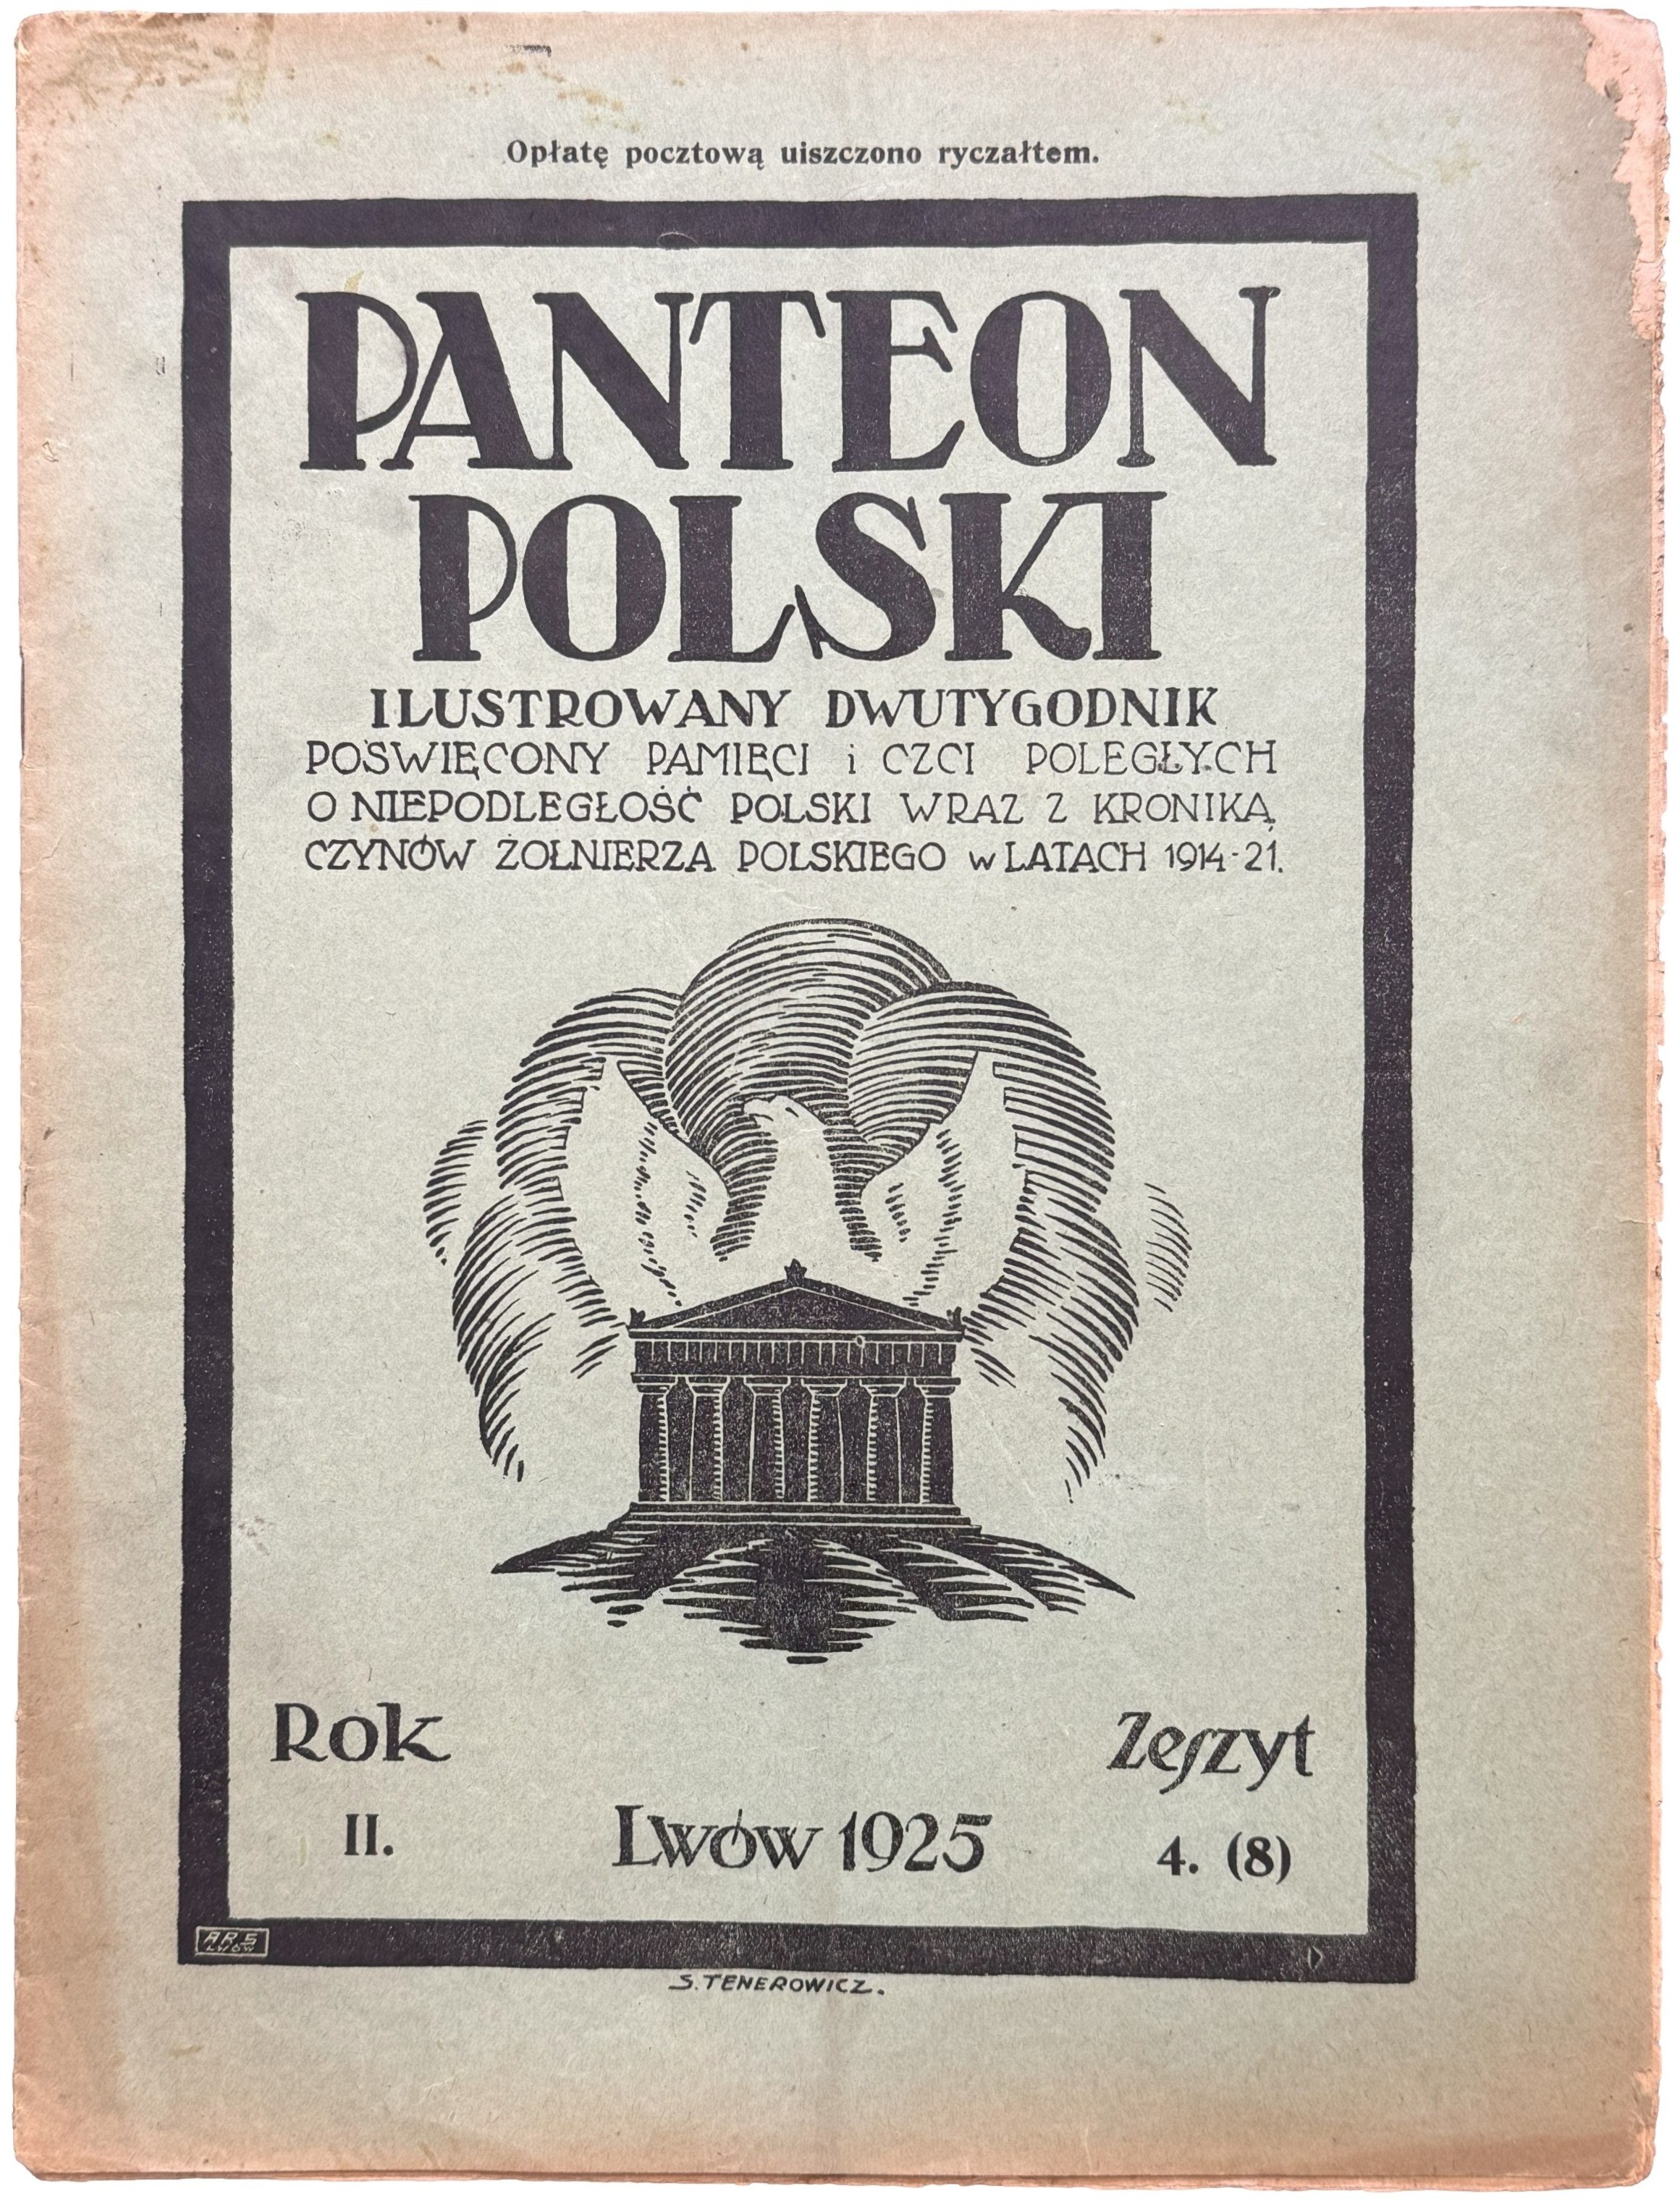 Opłatę pocztową uiszczono ryczałtem.
PANTEON
POLSKI
ILUSTROWANY DWUTYGODNIK
POŚWIĘCONY PAMIĘCI i CZCI POLEGŁYCH
O NIEPODLEGŁOŚĆ POLSKI WRAZ Z KRONIKĄ
CZYNÓW ŻOŁNIERZA POLSKIEGO w LATACH 1914-21.
Rok
Zeszyt
II.
Lwów 1925
4. (8)
ARS
LWÓW
S. TENEROWICZ.